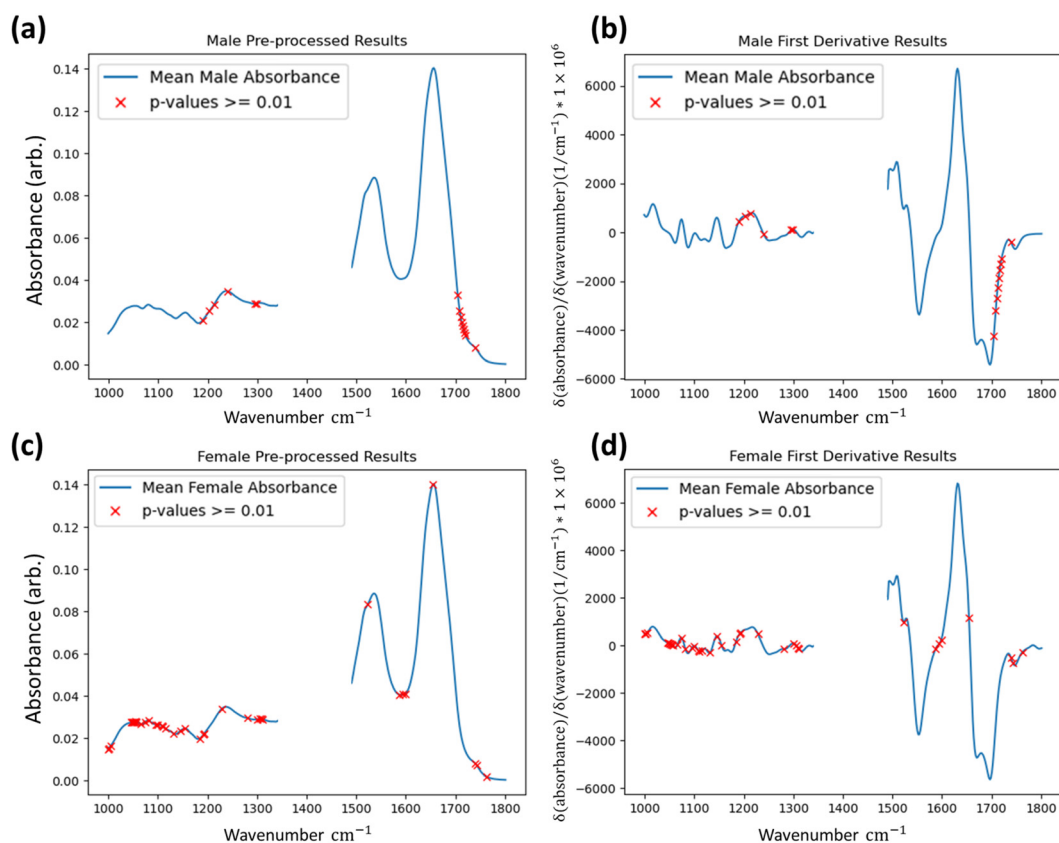 (a)
Male Pre-processed Results
Absorbance (arb.)
0.14
0.12
0.10
0.08
0.06
0.04
0.02
0.00
Mean Male Absorbance
p-values >= 0.01
1000 1100 1200 1300 1400 1500 1600 1700 1800
Wavenumber cm⁻¹
(b)
Male First Derivative Results
δ(absorbance)/δ(wavenumber)(1/cm⁻¹) * 1 × 10⁶
6000
4000
2000
0
−2000
−4000
−6000
Mean Male Absorbance
p-values >= 0.01
1000 1100 1200 1300 1400 1500 1600 1700 1800
Wavenumber cm⁻¹
(c)
Female Pre-processed Results
Absorbance (arb.)
0.14
0.12
0.10
0.08
0.06
0.04
0.02
0.00
Mean Female Absorbance
p-values >= 0.01
1000 1100 1200 1300 1400 1500 1600 1700 1800
Wavenumber cm⁻¹
(d)
Female First Derivative Results
δ(absorbance)/δ(wavenumber)(1/cm⁻¹) * 1 × 10⁶
6000
4000
2000
0
−2000
−4000
−6000
Mean Female Absorbance
p-values >= 0.01
1000 1100 1200 1300 1400 1500 1600 1700 1800
Wavenumber cm⁻¹